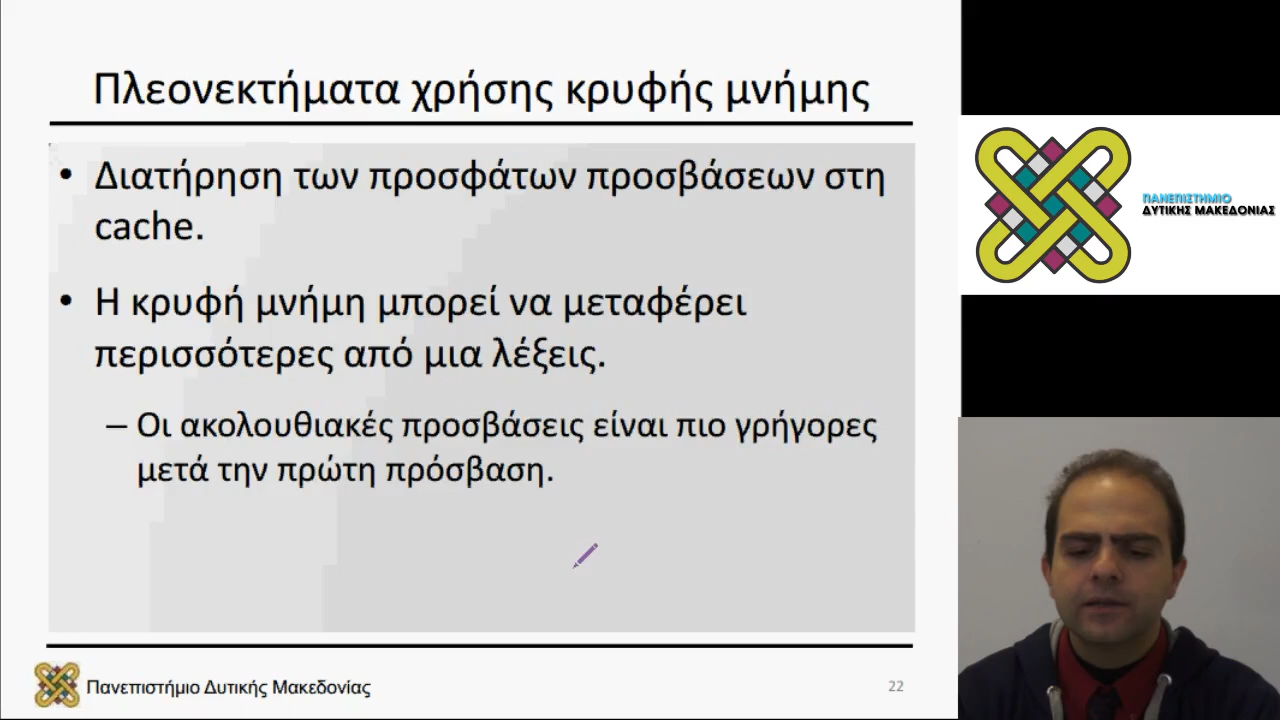 Πλεονεκτήματα χρήσης κρυφής μνήμης
• Διατήρηση των προσφάτων προσβάσεων στη
cache.
• Η κρυφή μνήμη μπορεί να μεταφέρει
περισσότερες από μια λέξεις.
– Οι ακολουθιακές προσβάσεις είναι πιο γρήγορες
μετά την πρώτη πρόσβαση.
Πανεπιστήμιο Δυτικής Μακεδονίας
22
ΠΑΝΕΠΙΣΤΗΜΙΟ
ΔΥΤΙΚΗΣ ΜΑΚΕΔΟΝΙΑΣ